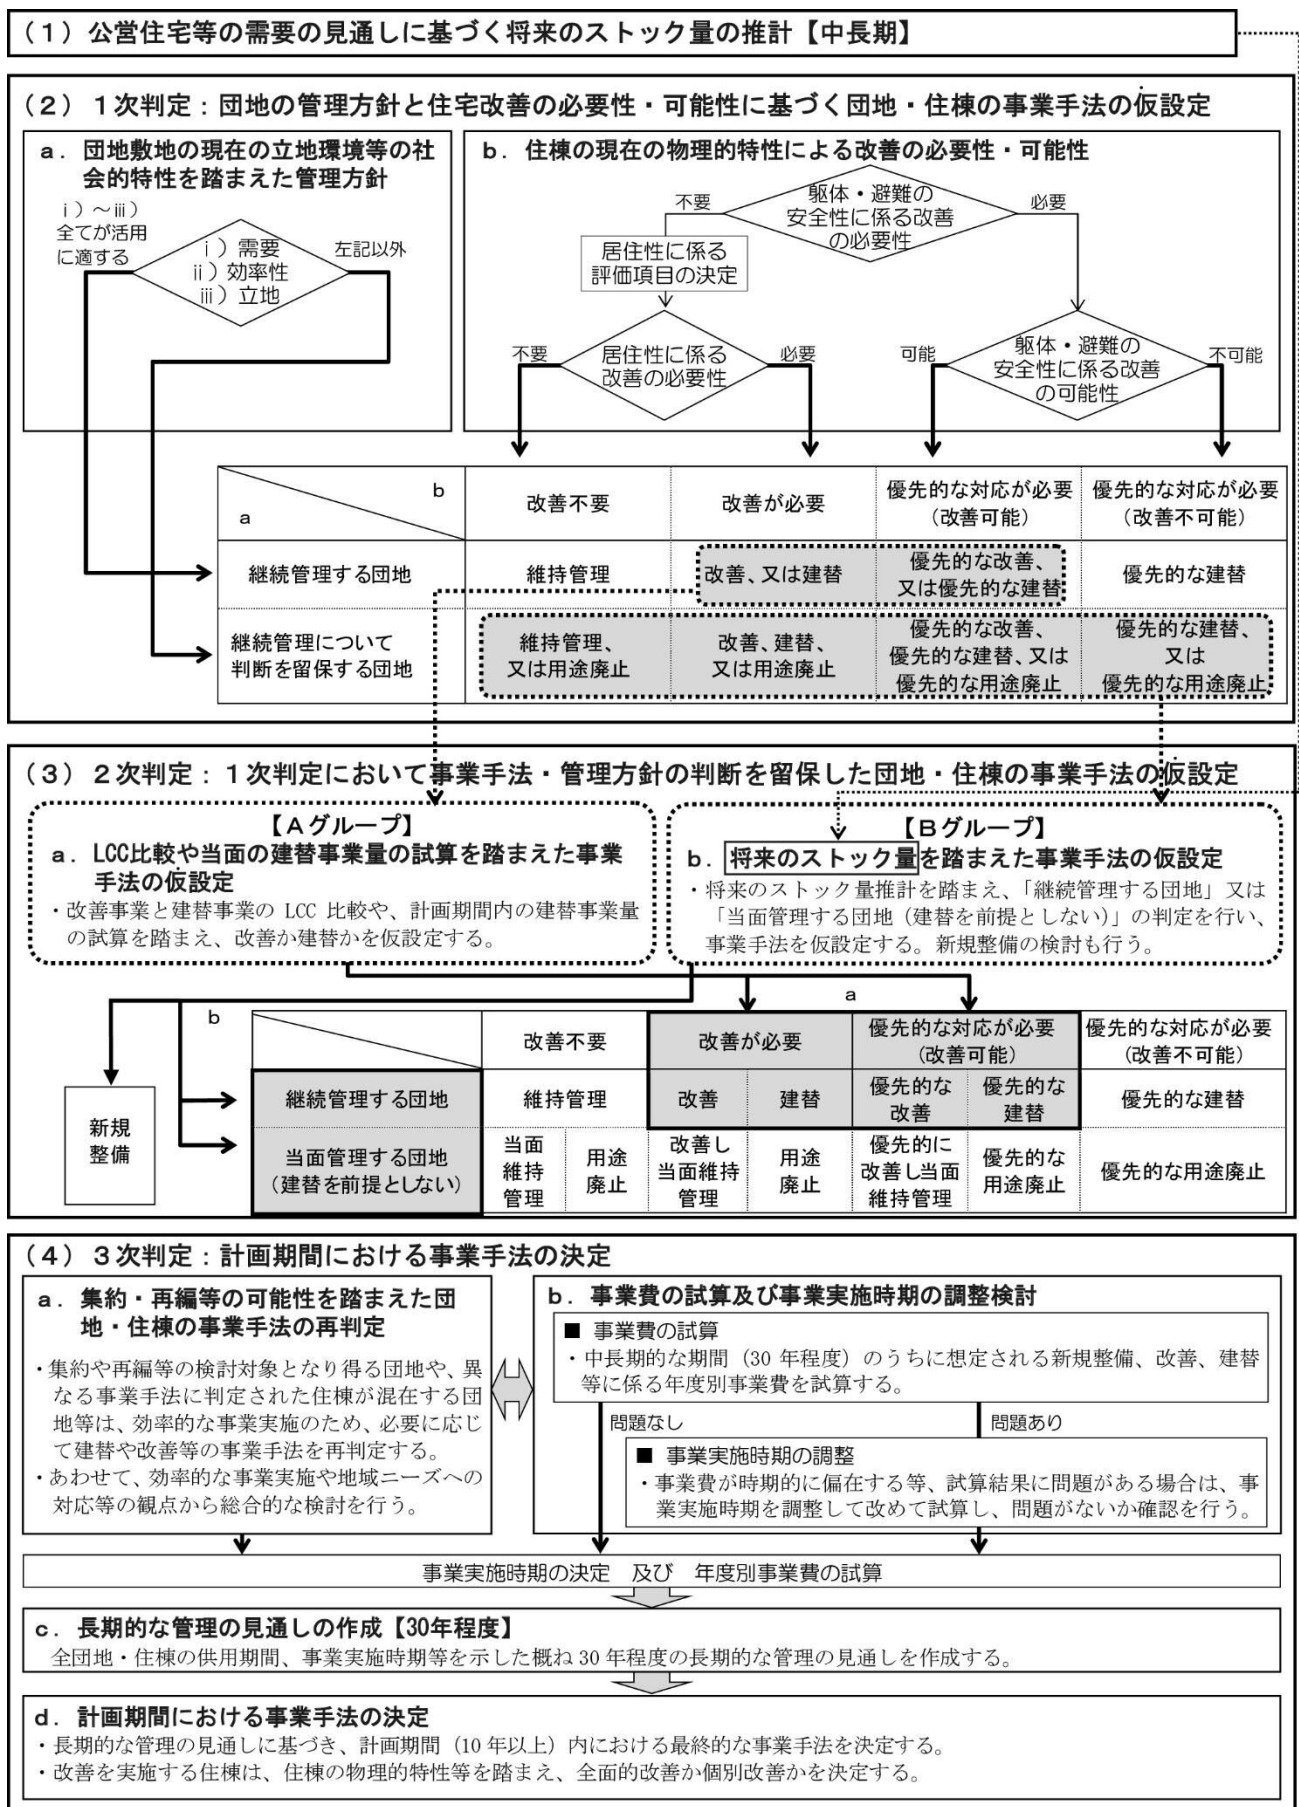 (１) 公営住宅等の需要の見通しに基づく将来のストック量の推計【中長期】
(２) １次判定：団地の管理方針と住宅改善の必要性・可能性に基づく団地・住棟の事業手法の仮設定
a．団地敷地の現在の立地環境等の社
会的特性を踏まえた管理方針
ⅰ）～ⅲ）
全てが活用
に適する
ⅰ）需要
ⅱ）効率性
ⅲ）立地
左記以外
b．住棟の現在の物理的特性による改善の必要性・可能性
不要
躯体・避難の
安全性に係る改善
の必要性
必要
居住性に係る
評価項目の決定
不要
居住性に係る
改善の必要性
必要
可能
躯体・避難の
安全性に係る改善
の可能性
不可能
b
a
改善不要
改善が必要
優先的な対応が必要
(改善可能)
優先的な対応が必要
(改善不可能)
継続管理する団地
維持管理
改善、又は建替
優先的な改善、
又は優先的な建替
優先的な建替
継続管理について
判断を留保する団地
維持管理、
又は用途廃止
改善、建替、
又は用途廃止
優先的な改善、
優先的な建替、又は
優先的な用途廃止
優先的な建替、
又は
優先的な用途廃止
(３) ２次判定：１次判定において事業手法・管理方針の判断を留保した団地・住棟の事業手法の仮設定
【Ａグループ】
a．LCC比較や当面の建替事業量の試算を踏まえた事業
手法の仮設定
・改善事業と建替事業の LCC 比較や、計画期間内の建替事業量
の試算を踏まえ、改善か建替かを仮設定する。
【Ｂグループ】
b．将来のストック量を踏まえた事業手法の仮設定
・将来のストック量推計を踏まえ、「継続管理する団地」又は
「当面管理する団地（建替を前提としない）」の判定を行い、
事業手法を仮設定する。新規整備の検討も行う。
a
b
改善不要
改善が必要
優先的な対応が必要
(改善可能)
優先的な対応が必要
(改善不可能)
新規
整備
継続管理する団地
維持管理
改善
建替
優先的な
改善
優先的な
建替
優先的な建替
当面管理する団地
(建替を前提としない)
当面
維持
管理
用途
廃止
改善し
当面維持
管理
用途
廃止
優先的に
改善し当面
維持管理
優先的な
用途廃止
優先的な用途廃止
(４) ３次判定：計画期間における事業手法の決定
a．集約・再編等の可能性を踏まえた団
地・住棟の事業手法の再判定
・集約や再編等の検討対象となり得る団地や、異
なる事業手法に判定された住棟が混在する団
地等は、効率的な事業実施のため、必要に応じ
て建替や改善等の事業手法を再判定する。
・あわせて、効率的な事業実施や地域ニーズへの
対応等の観点から総合的な検討を行う。
b．事業費の試算及び事業実施時期の調整検討
■ 事業費の試算
・中長期的な期間（30 年程度）のうちに想定される新規整備、改善、建替
等に係る年度別事業費を試算する。
問題なし
問題あり
■ 事業実施時期の調整
・事業費が時期的に偏在する等、試算結果に問題がある場合は、事
業実施時期を調整して改めて試算し、問題がないか確認を行う。
事業実施時期の決定　及び　年度別事業費の試算
c．長期的な管理の見通しの作成【30年程度】
全団地・住棟の供用期間、事業実施時期等を示した概ね 30 年程度の長期的な管理の見通しを作成する。
d．計画期間における事業手法の決定
・長期的な管理の見通しに基づき、計画期間（10 年以上）内における最終的な事業手法を決定する。
・改善を実施する住棟は、住棟の物理的特性等を踏まえ、全面的改善か個別改善かを決定する。